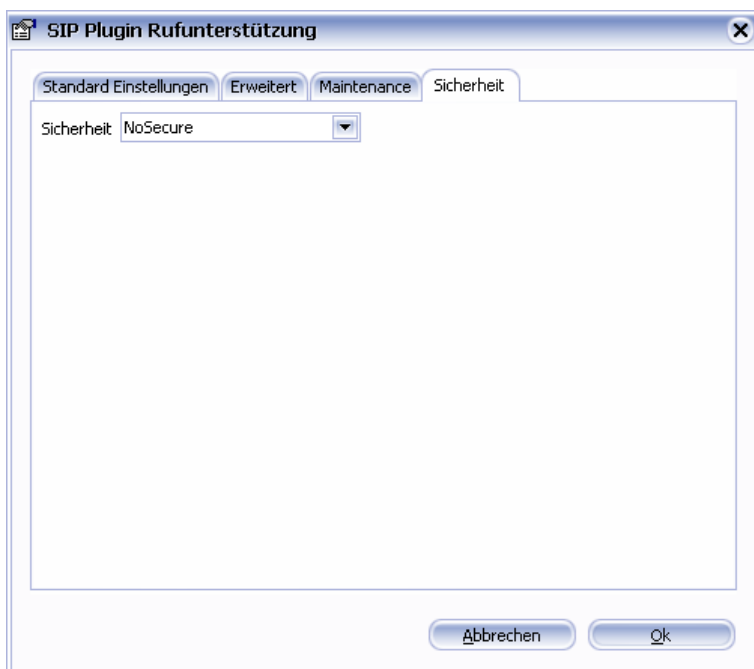 SIP Plugin Rufunterstützung
Standard Einstellungen Erweitert Maintenance Sicherheit
Sicherheit NoSecure
Abbrechen Ok